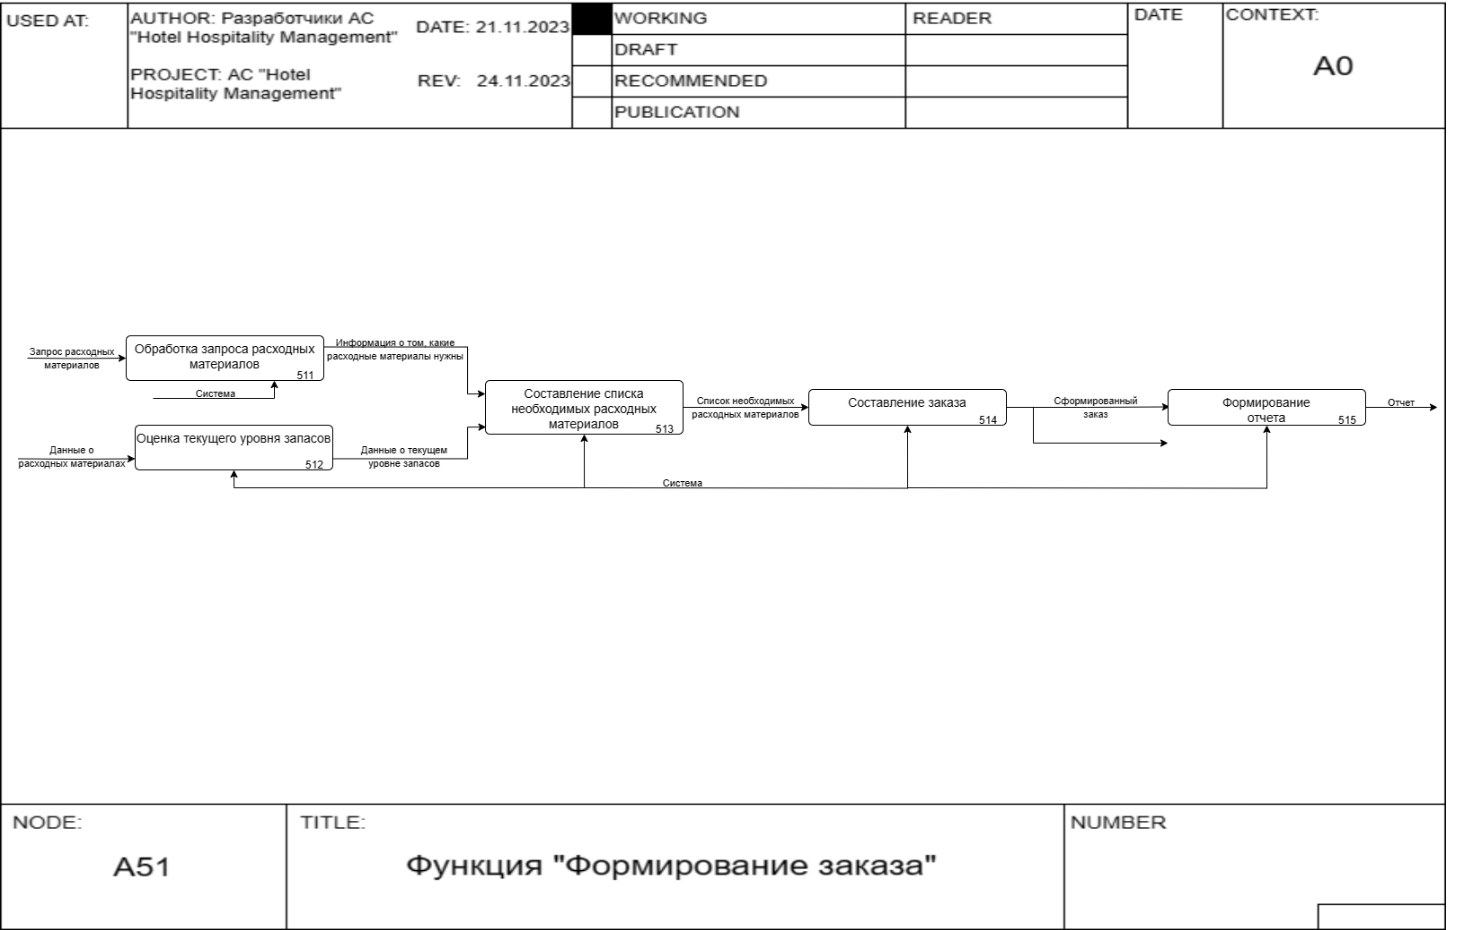 USED AT:
AUTHOR: Разработчики АС
"Hotel Hospitality Management"
DATE: 21.11.2023
PROJECT: АС "Hotel
Hospitality Management"
REV: 24.11.2023
WORKING
DRAFT
RECOMMENDED
PUBLICATION
READER
DATE
CONTEXT:
A0
Запрос расходных
материалов
Обработка запроса расходных
материалов
511
Информация о том, какие
расходные материалы нужны
Система
Данные о
расходных материалах
Оценка текущего уровня запасов
512
Данные о текущем
уровне запасов
Составление списка
необходимых расходных
материалов
513
Список необходимых
расходных материалов
Составление заказа
514
Сформированный
заказ
Формирование
отчета
515
Отчет
Система
NODE:
A51
TITLE:
Функция "Формирование заказа"
NUMBER